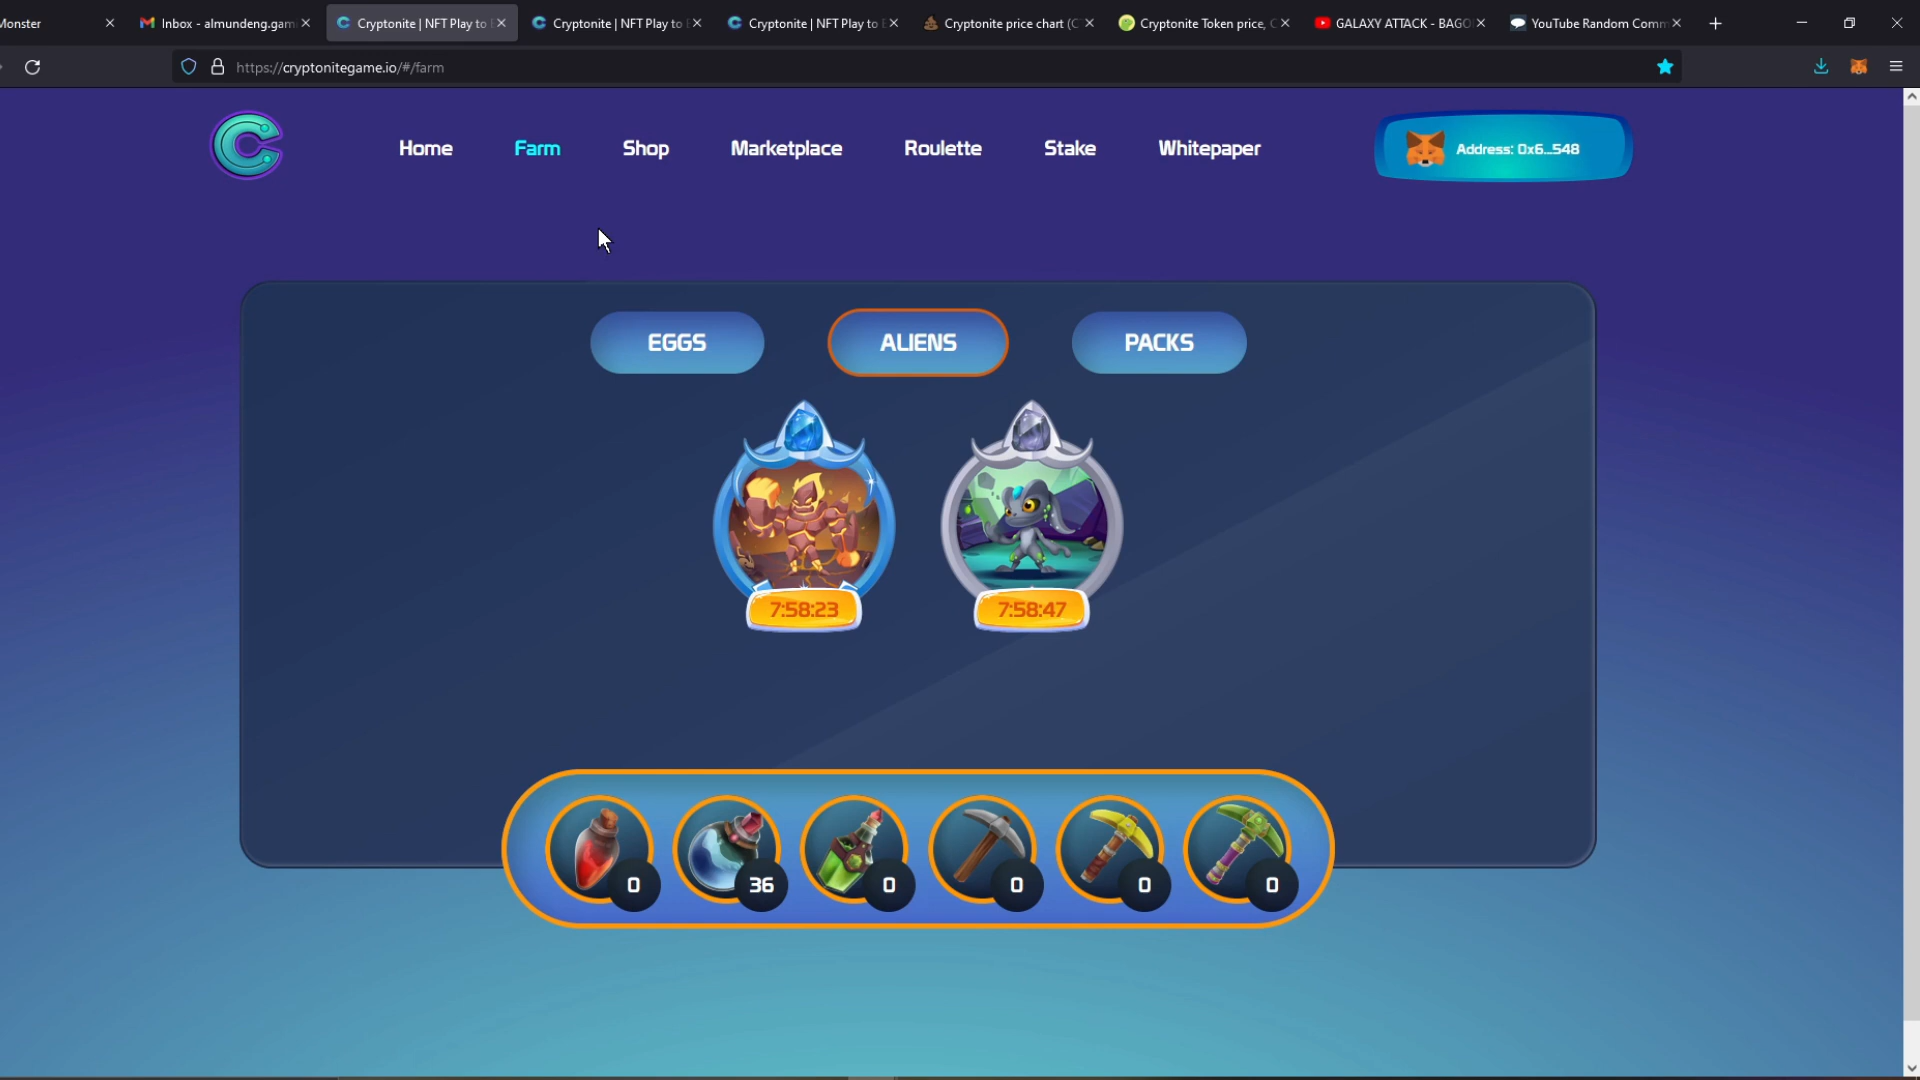 Monster
Inbox - almundeng.gam
Cryptonite | NFT Play to
Cryptonite | NFT Play to E
Cryptonite | NFT Play to E
Cryptonite price chart (C
Cryptonite Token price, C
GALAXY ATTACK - BAGO
YouTube Random Comm
https://cryptonitegame.io/#/farm
Home
Farm
Shop
Marketplace
Roulette
Stake
Whitepaper
Address: 0x6...548
EGGS
ALIENS
PACKS
7:58:23
7:58:47
0
36
0
0
0
0